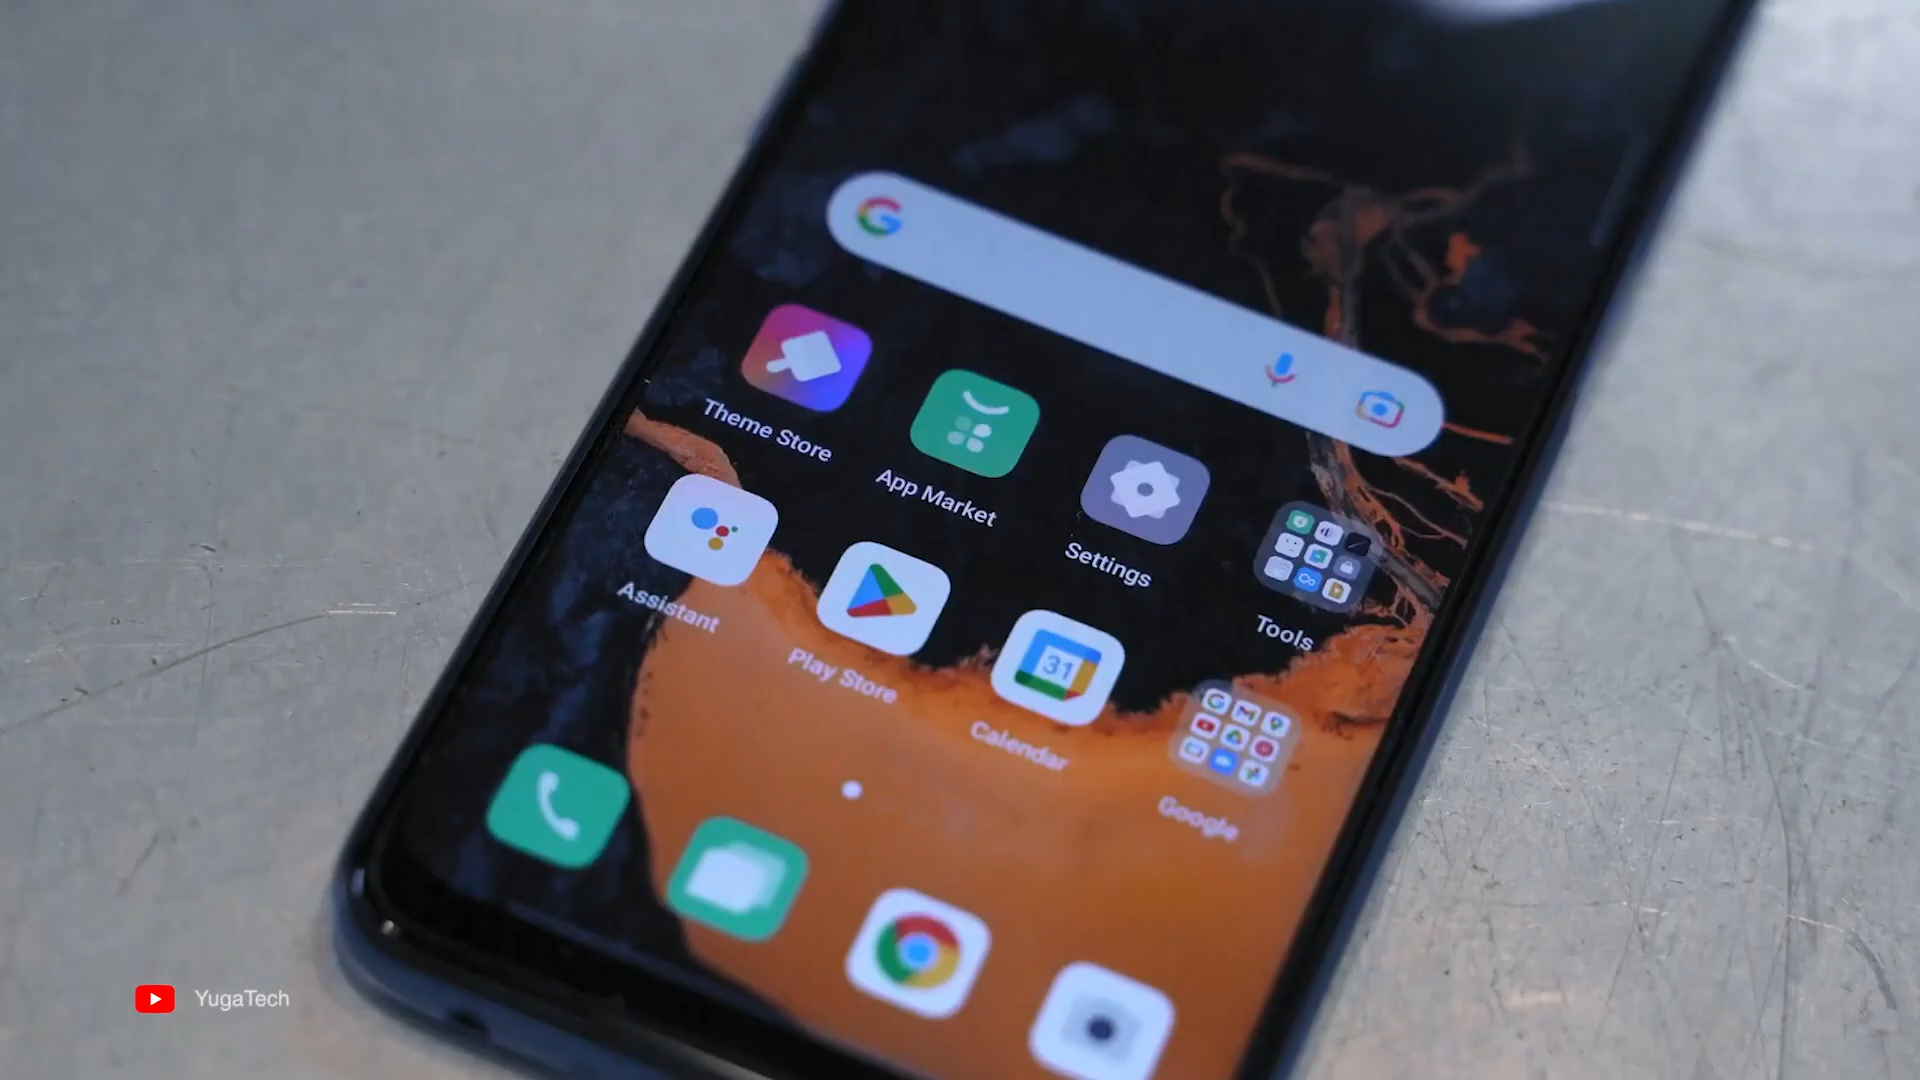 Theme Store
App Market
Settings
Tools
Assistant
Play Store
31
Calendar
Google
YugaTech